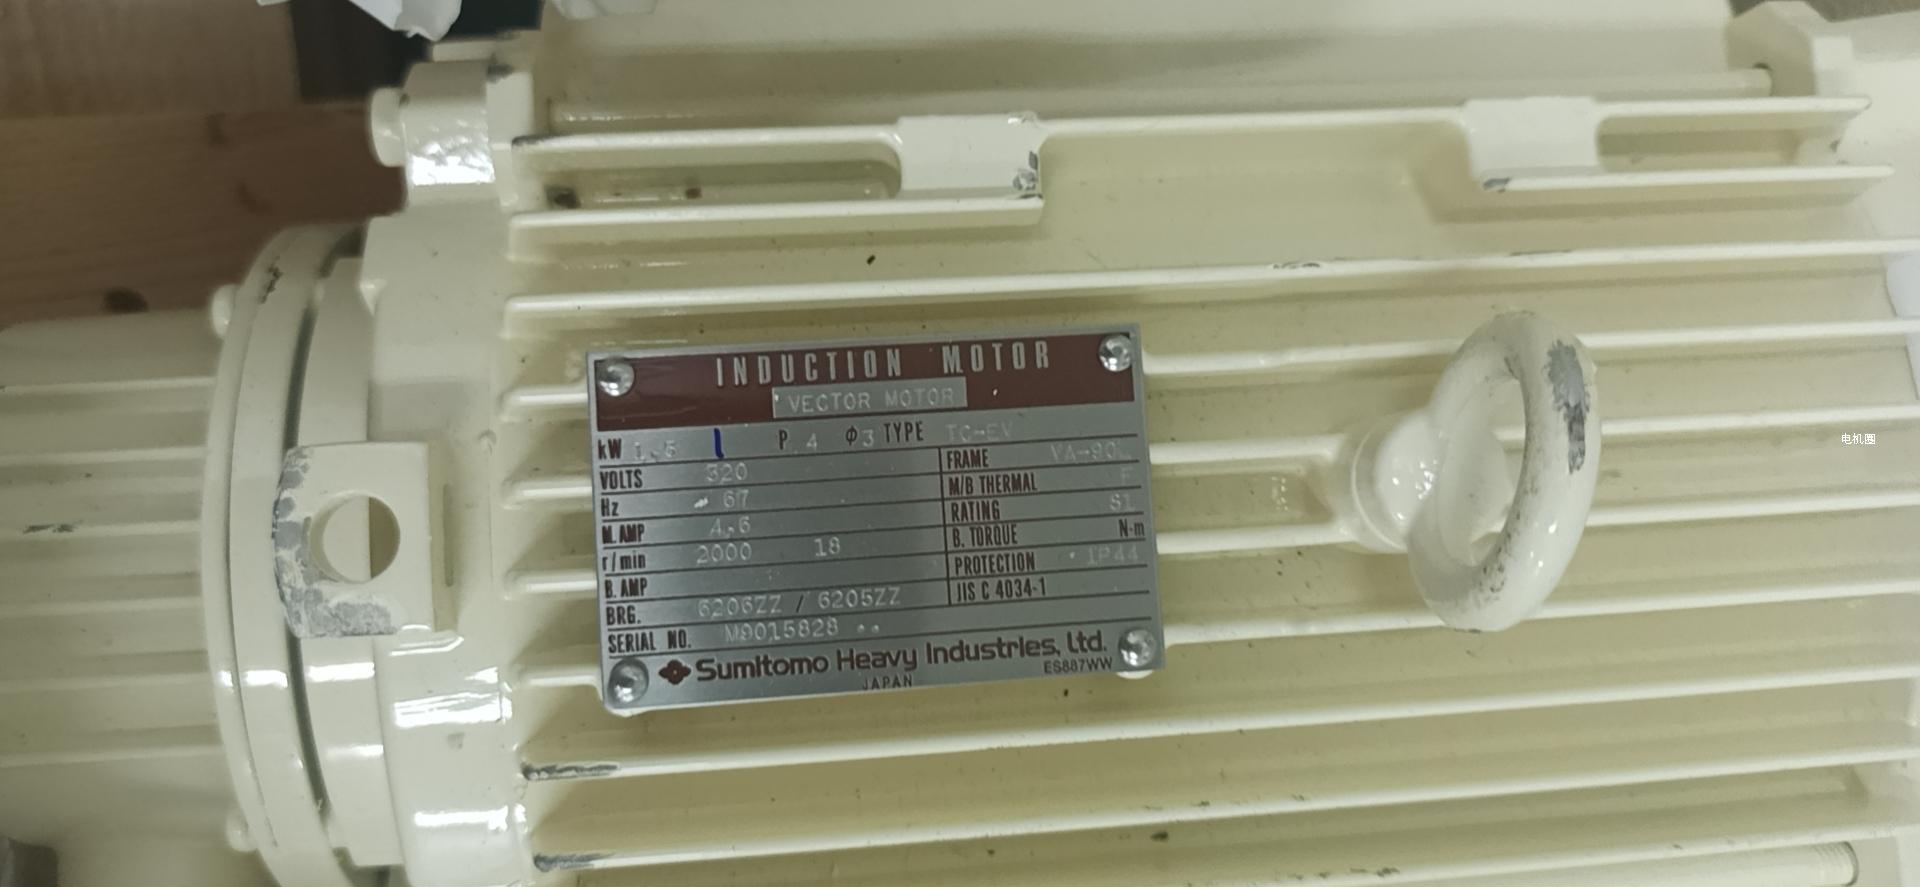 INDUCTION MOTOR
VECTOR MOTOR
kW 1.5 P 4 Φ 3 TYPE TC-EV
VOLTS 320 FRAME VA-90L
Hz 67 M/B THERMAL F
M.AMP 4.6 RATING S1
r/min 2000 18 B. TORQUE N-m
B. AMP PROTECTION IP44
BRG. 6206ZZ / 6205ZZ JIS C 4034-1
SERIAL NO. M9015828
Sumitomo Heavy Industries, Ltd.
JAPAN ES887WW
电机圈